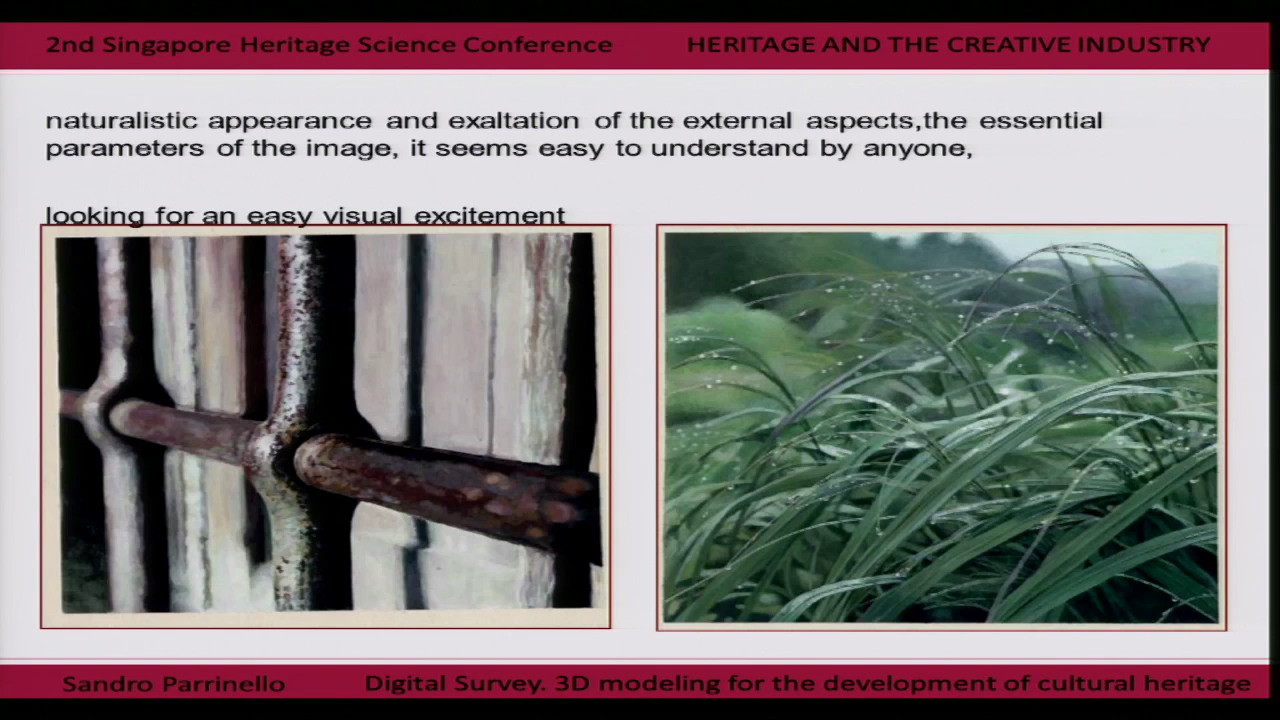 2nd Singapore Heritage Science Conference HERITAGE AND THE CREATIVE INDUSTRY
naturalistic appearance and exaltation of the external aspects,the essential
parameters of the image, it seems easy to understand by anyone,
looking for an easy visual excitement
Sandro Parrinello Digital Survey. 3D modeling for the development of cultural heritage